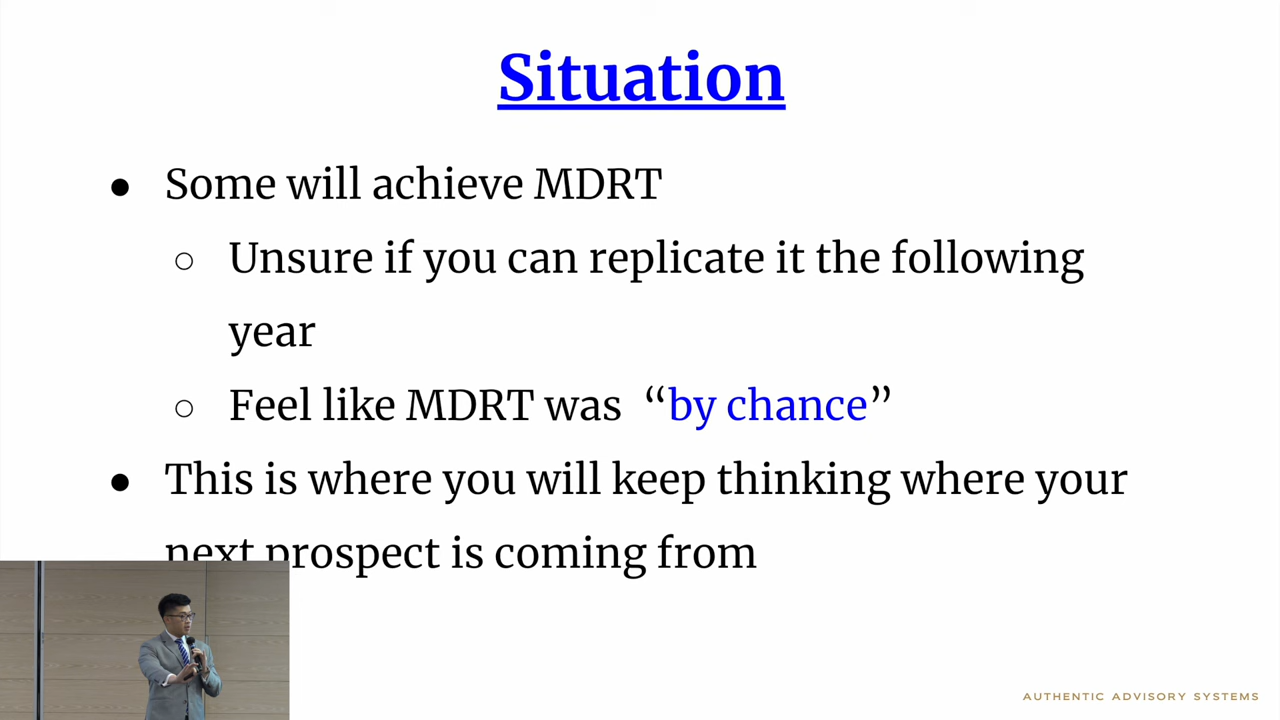 Situation
● Some will achieve MDRT
○ Unsure if you can replicate it the following
year
○ Feel like MDRT was “by chance”
● This is where you will keep thinking where your
next prospect is coming from
AUTHENTIC ADVISORY SYSTEMS